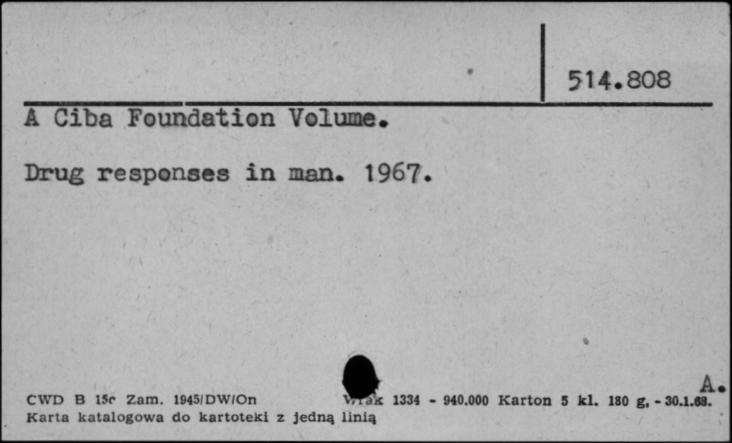 514.808
A Ciba Foundation Volume.
Drug responses in man. 1967.
A.
CWD B 15c Zam. 1945/DW/On 1334 - 940.000 Karton 5 kl. 180 g, - 30.1.68.
Karta katalogowa do kartoteki z jedną linią